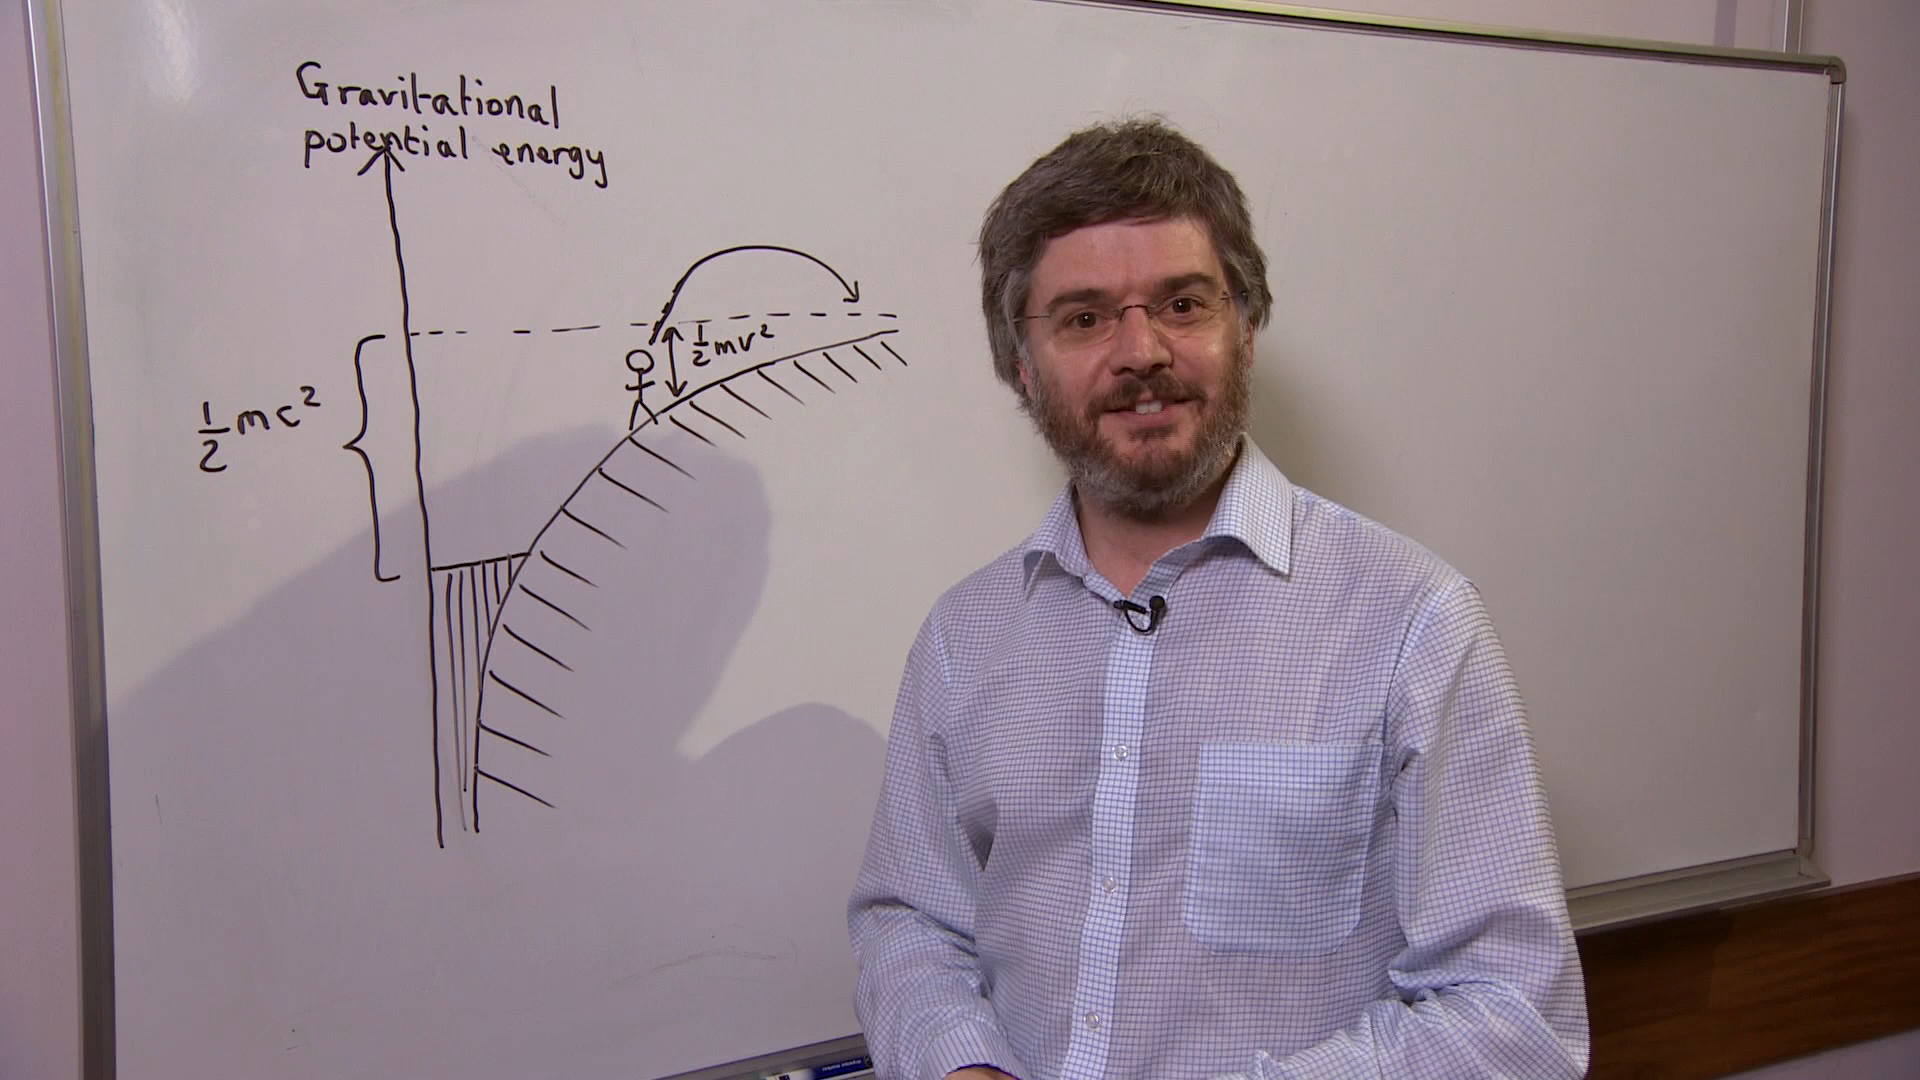 Gravitational
potential energy
½mv²
½mc²